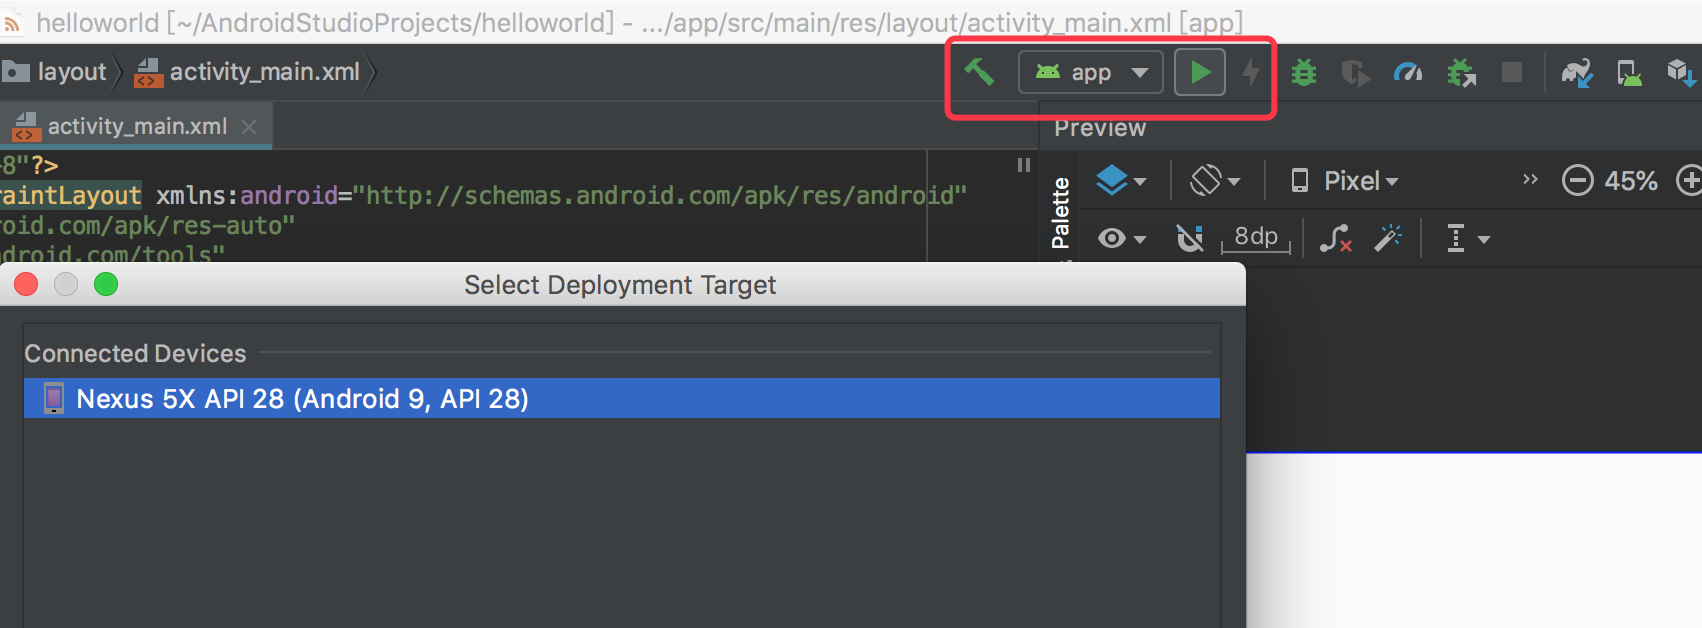 helloworld [~/AndroidStudioProjects/helloworld] - .../app/src/main/res/layout/activity_main.xml [app]
layout activity_main.xml app
activity_main.xml
Preview
-8"?>
raintLayout xmlns:android="http://schemas.android.com/apk/res/android"
roid.com/apk/res-auto"
ndroid.com/tools"
Palette
Pixel 45%
8dp
Select Deployment Target
Connected Devices
Nexus 5X API 28 (Android 9, API 28)